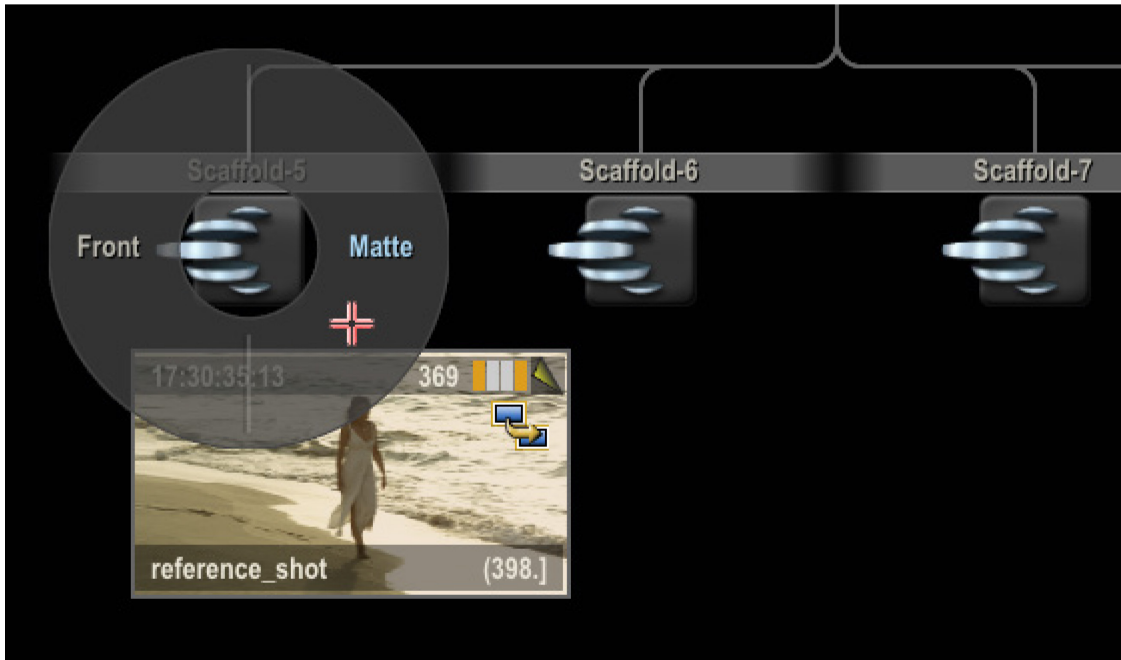 Scaffold-5
Scaffold-6
Scaffold-7
Front
Matte
17:30:35:13
369
reference_shot
(398.]